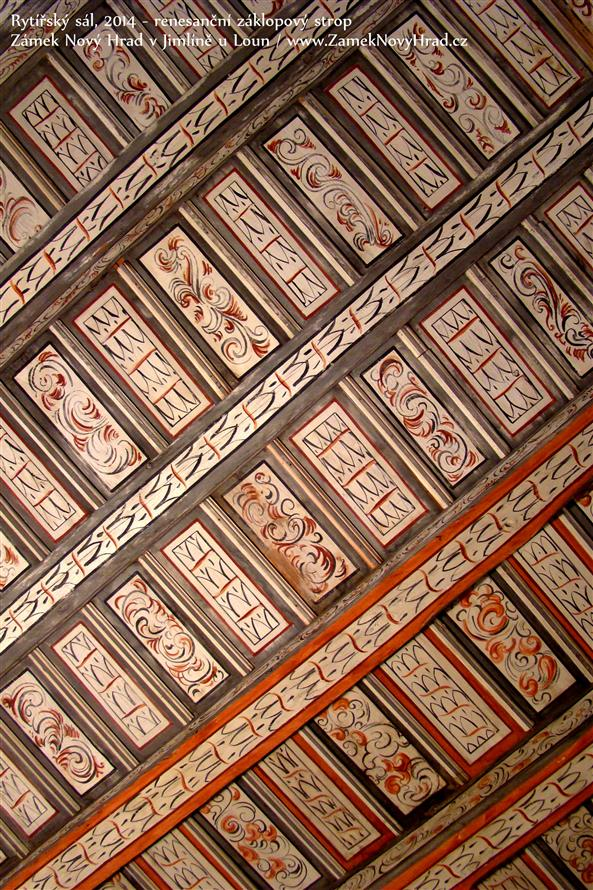 Rytířský sál, 2014 - renesanční záklopový strop
Zámek Nový Hrad v Jimlíně u Loun / www.ZamekNovyHrad.cz